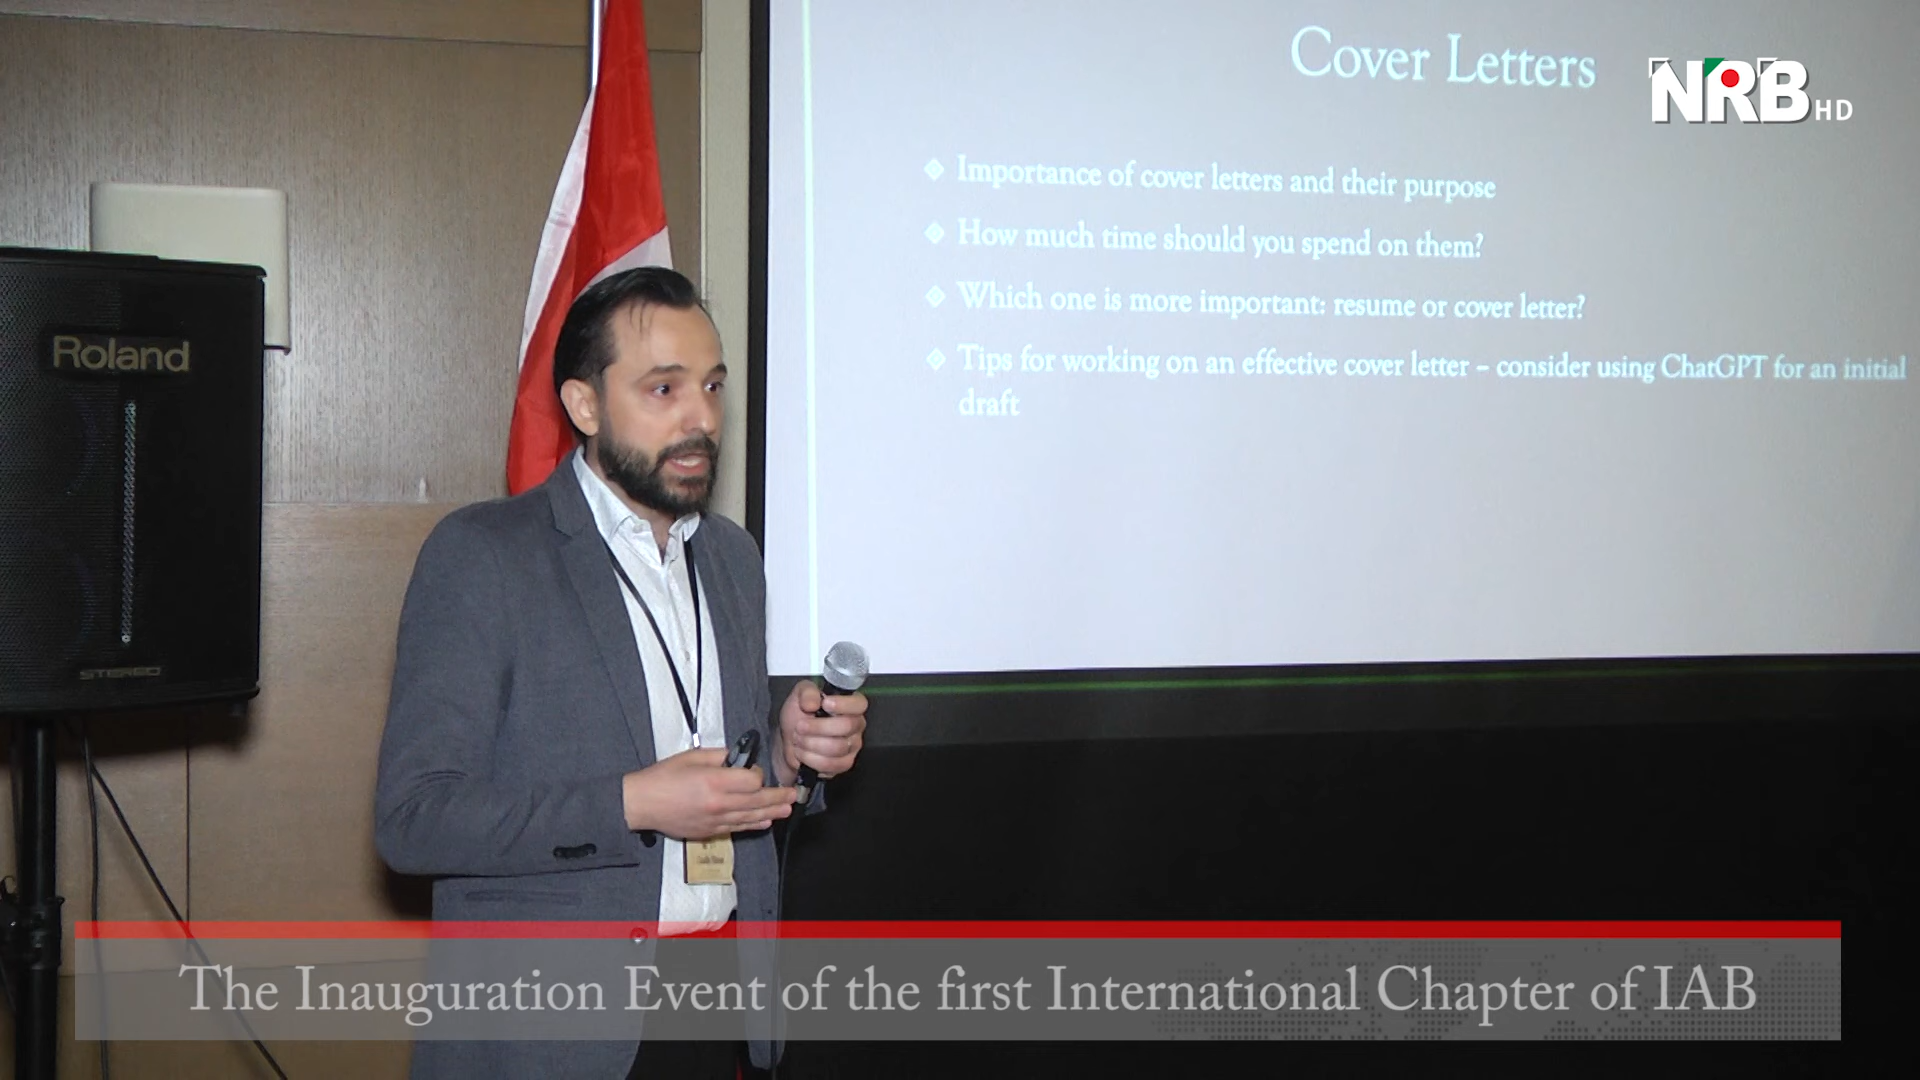 Cover Letters
NRB HD
Importance of cover letters and their purpose
How much time should you spend on them?
Which one is more important: resume or cover letter?
Tips for working on an effective cover letter – consider using ChatGPT for an initial
draft
Roland
STEREO
The Inauguration Event of the first International Chapter of IAB